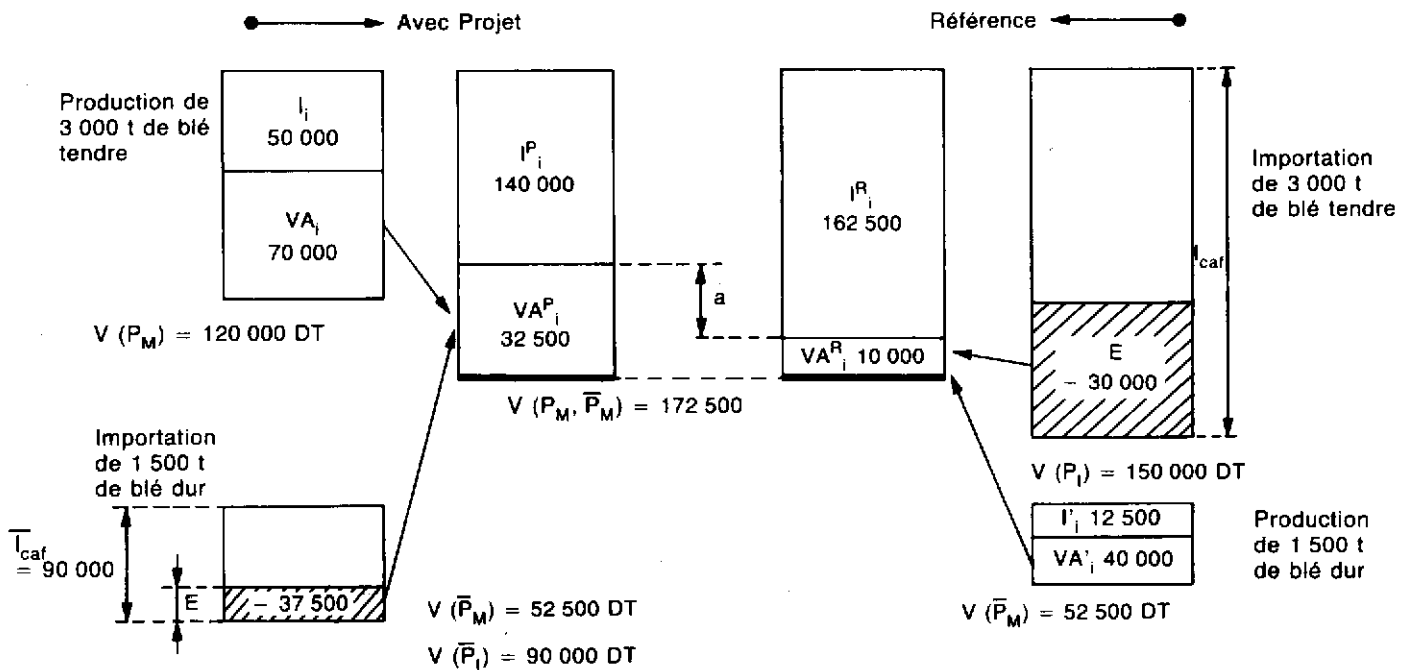 Avec Projet
Référence
Production de
3 000 t de blé
tendre
I_i
50 000
VA_i
70 000
V (P_M) = 120 000 DT
I^P_i
140 000
VA^P_i
32 500
a
I^R_i
162 500
VA^R_i 10 000
V (P_M, P̅_M) = 172 500
Importation
de 3 000 t
de blé tendre
I_caf
E
- 30 000
V (P_I) = 150 000 DT
Importation
de 1 500 t
de blé dur
I̅_caf
= 90 000
E
- 37 500
V (P̅_M) = 52 500 DT
V (P̅_I) = 90 000 DT
I'_i 12 500
VA'_i 40 000
Production
de 1 500 t
de blé dur
V (P̅_M) = 52 500 DT